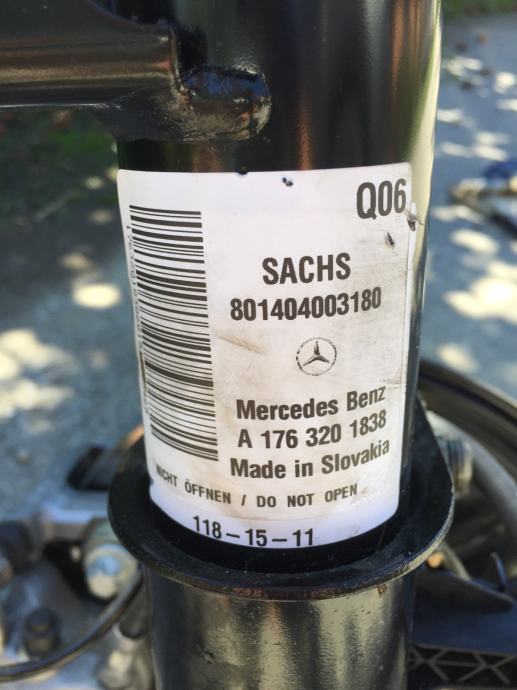 Q06
SACHS
801404003180
Mercedes Benz
A 176 320 1838
Made in Slovakia
NICHT ÖFFNEN / DO NOT OPEN
118-15-11